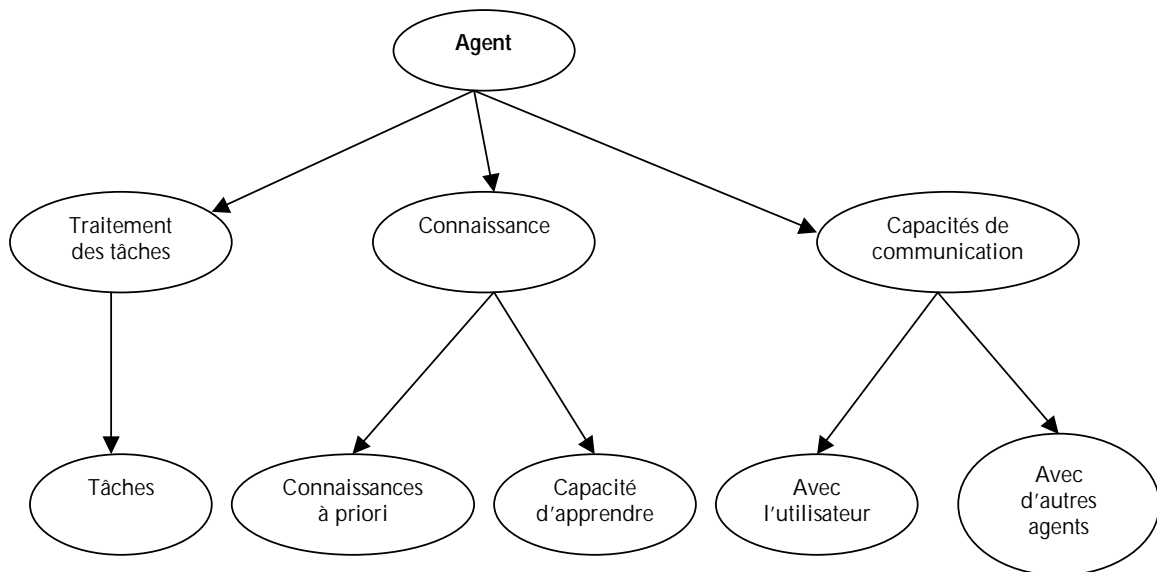 Agent
Traitement
des tâches
Connaissance
Capacités de
communication
Tâches
Connaissances
à priori
Capacité
d'apprendre
Avec
l'utilisateur
Avec
d'autres
agents